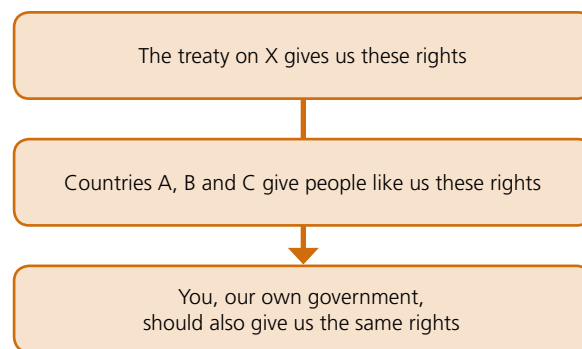 The treaty on X gives us these rights
Countries A, B and C give people like us these rights
You, our own government,
should also give us the same rights